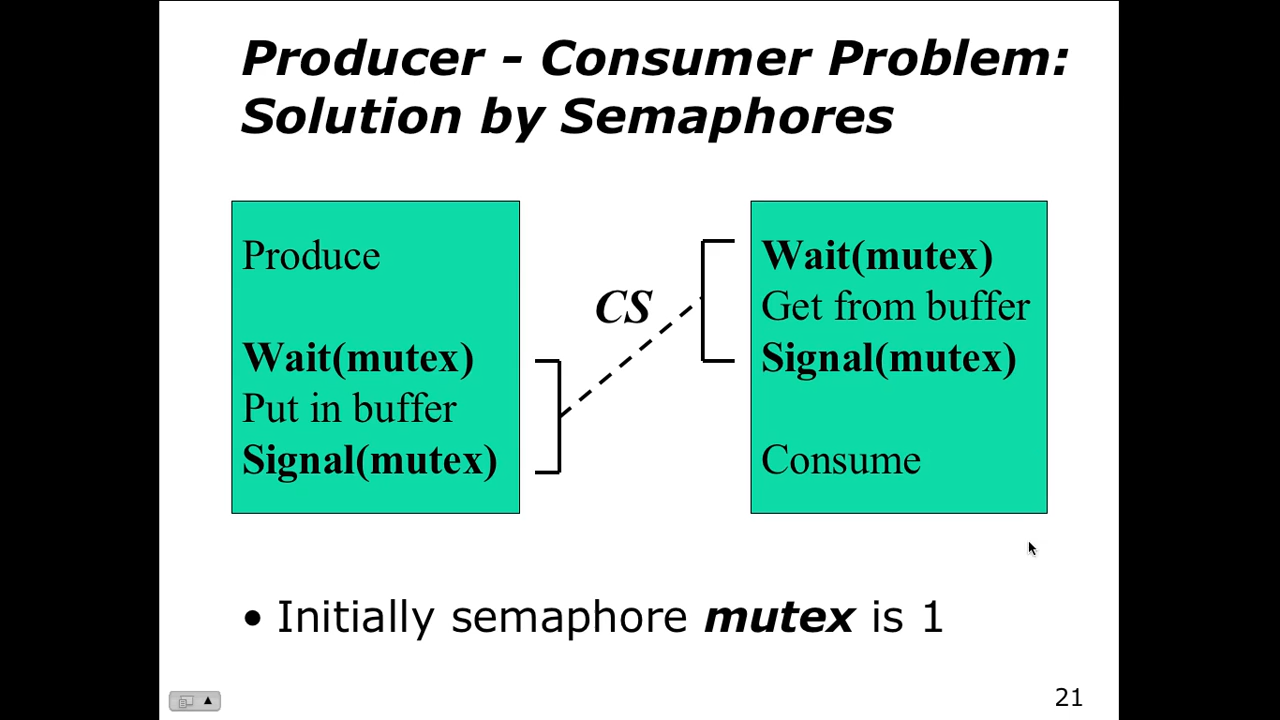 Producer - Consumer Problem:
Solution by Semaphores
Produce
Wait(mutex)
Put in buffer
Signal(mutex)
CS
Wait(mutex)
Get from buffer
Signal(mutex)
Consume
• Initially semaphore mutex is 1
21